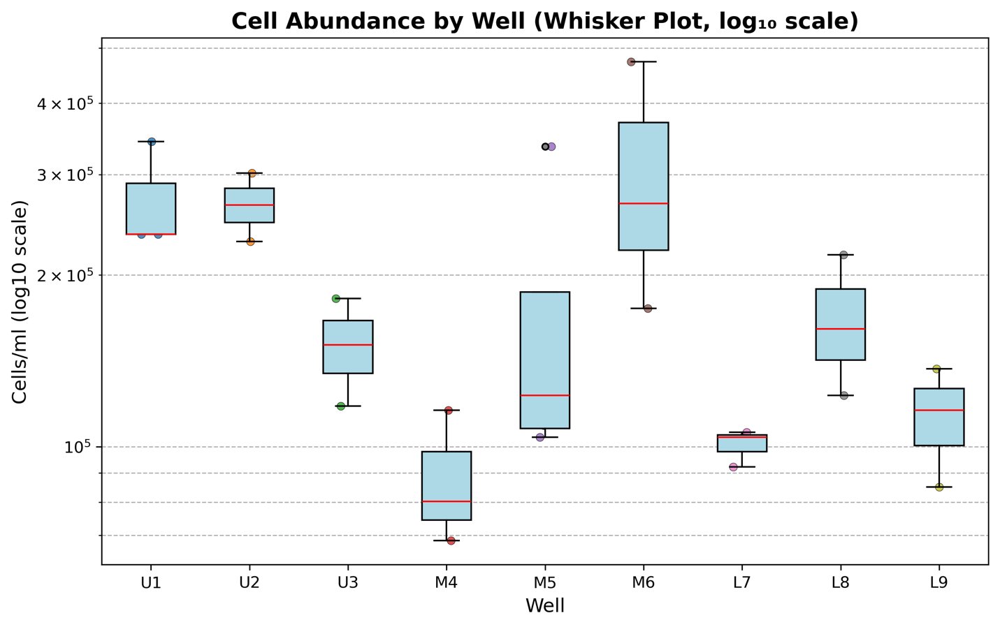 Cell Abundance by Well (Whisker Plot, log₁₀ scale)
Cells/ml (log10 scale)
4 × 10⁵
3 × 10⁵
2 × 10⁵
10⁵
U1 U2 U3 M4 M5 M6 L7 L8 L9
Well